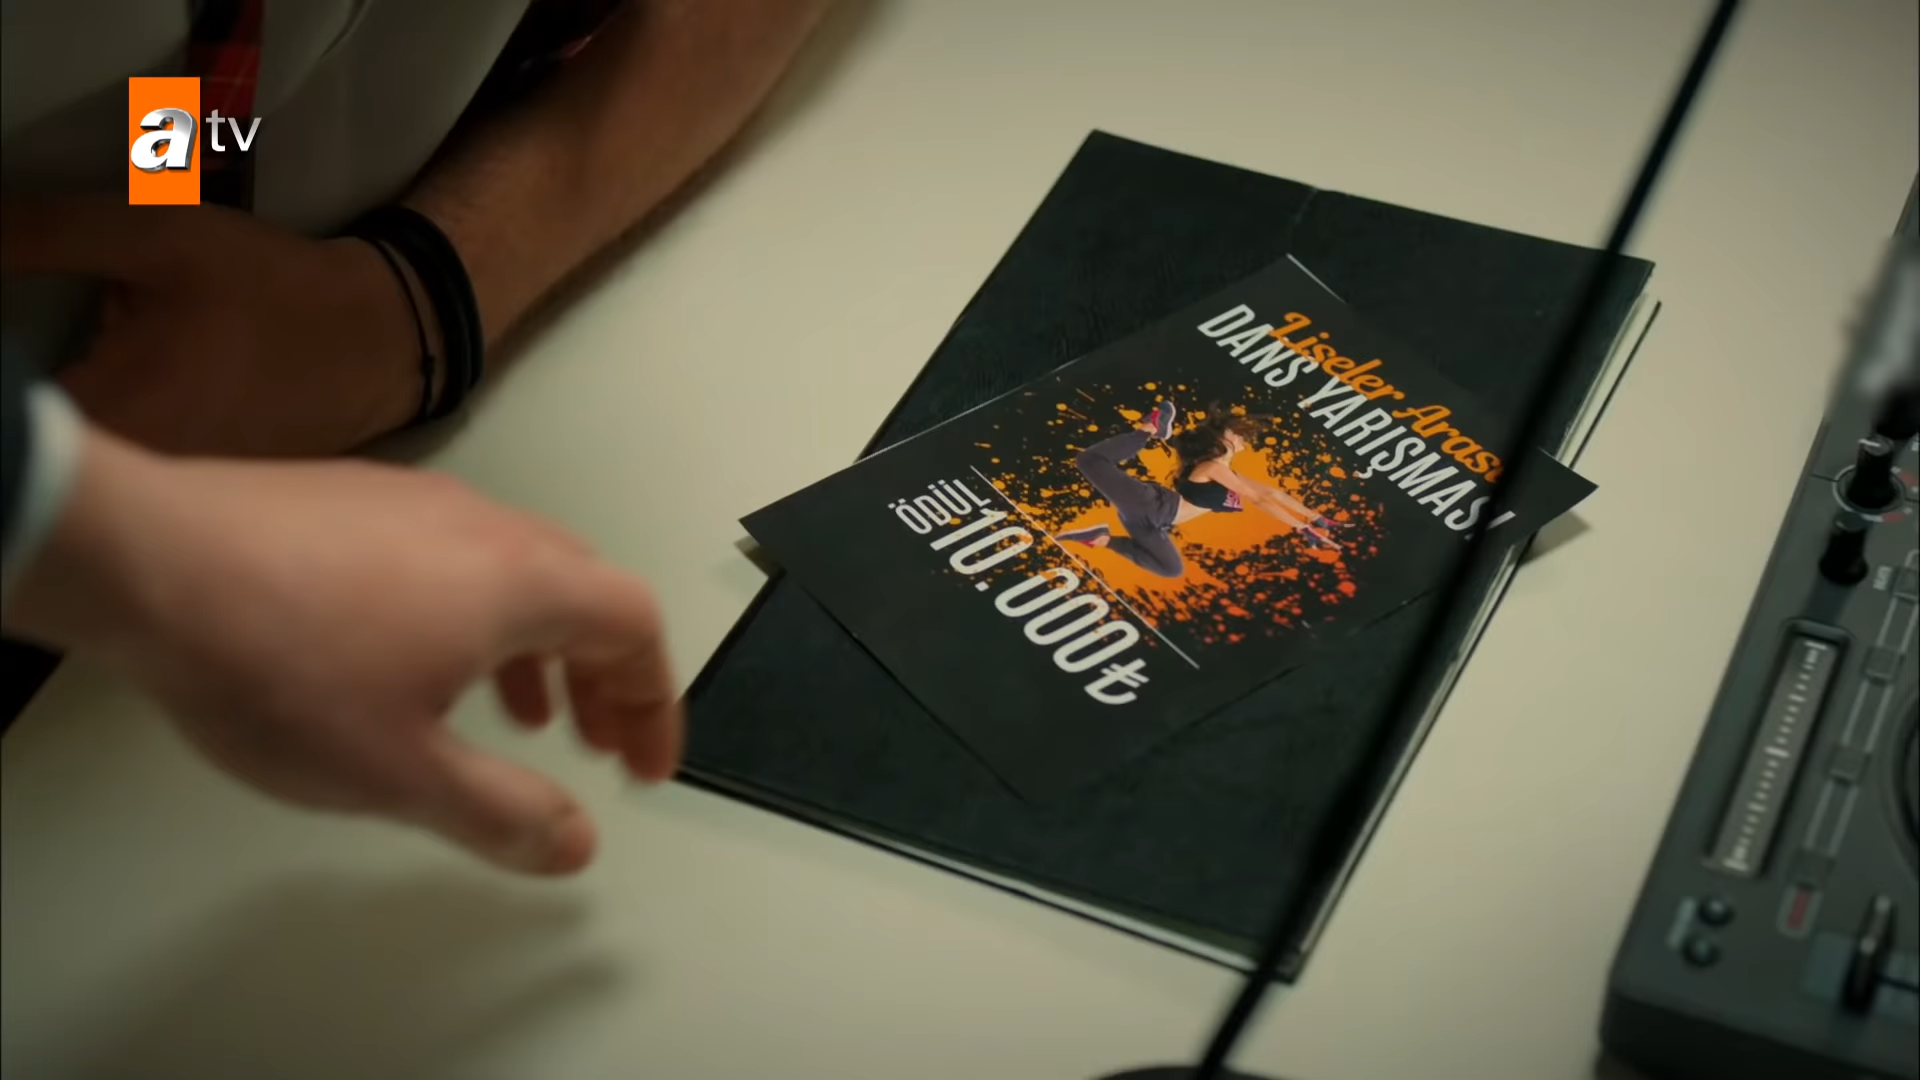 atv
Liseler Arası
DANS YARIŞMASI
ödül
10.000₺